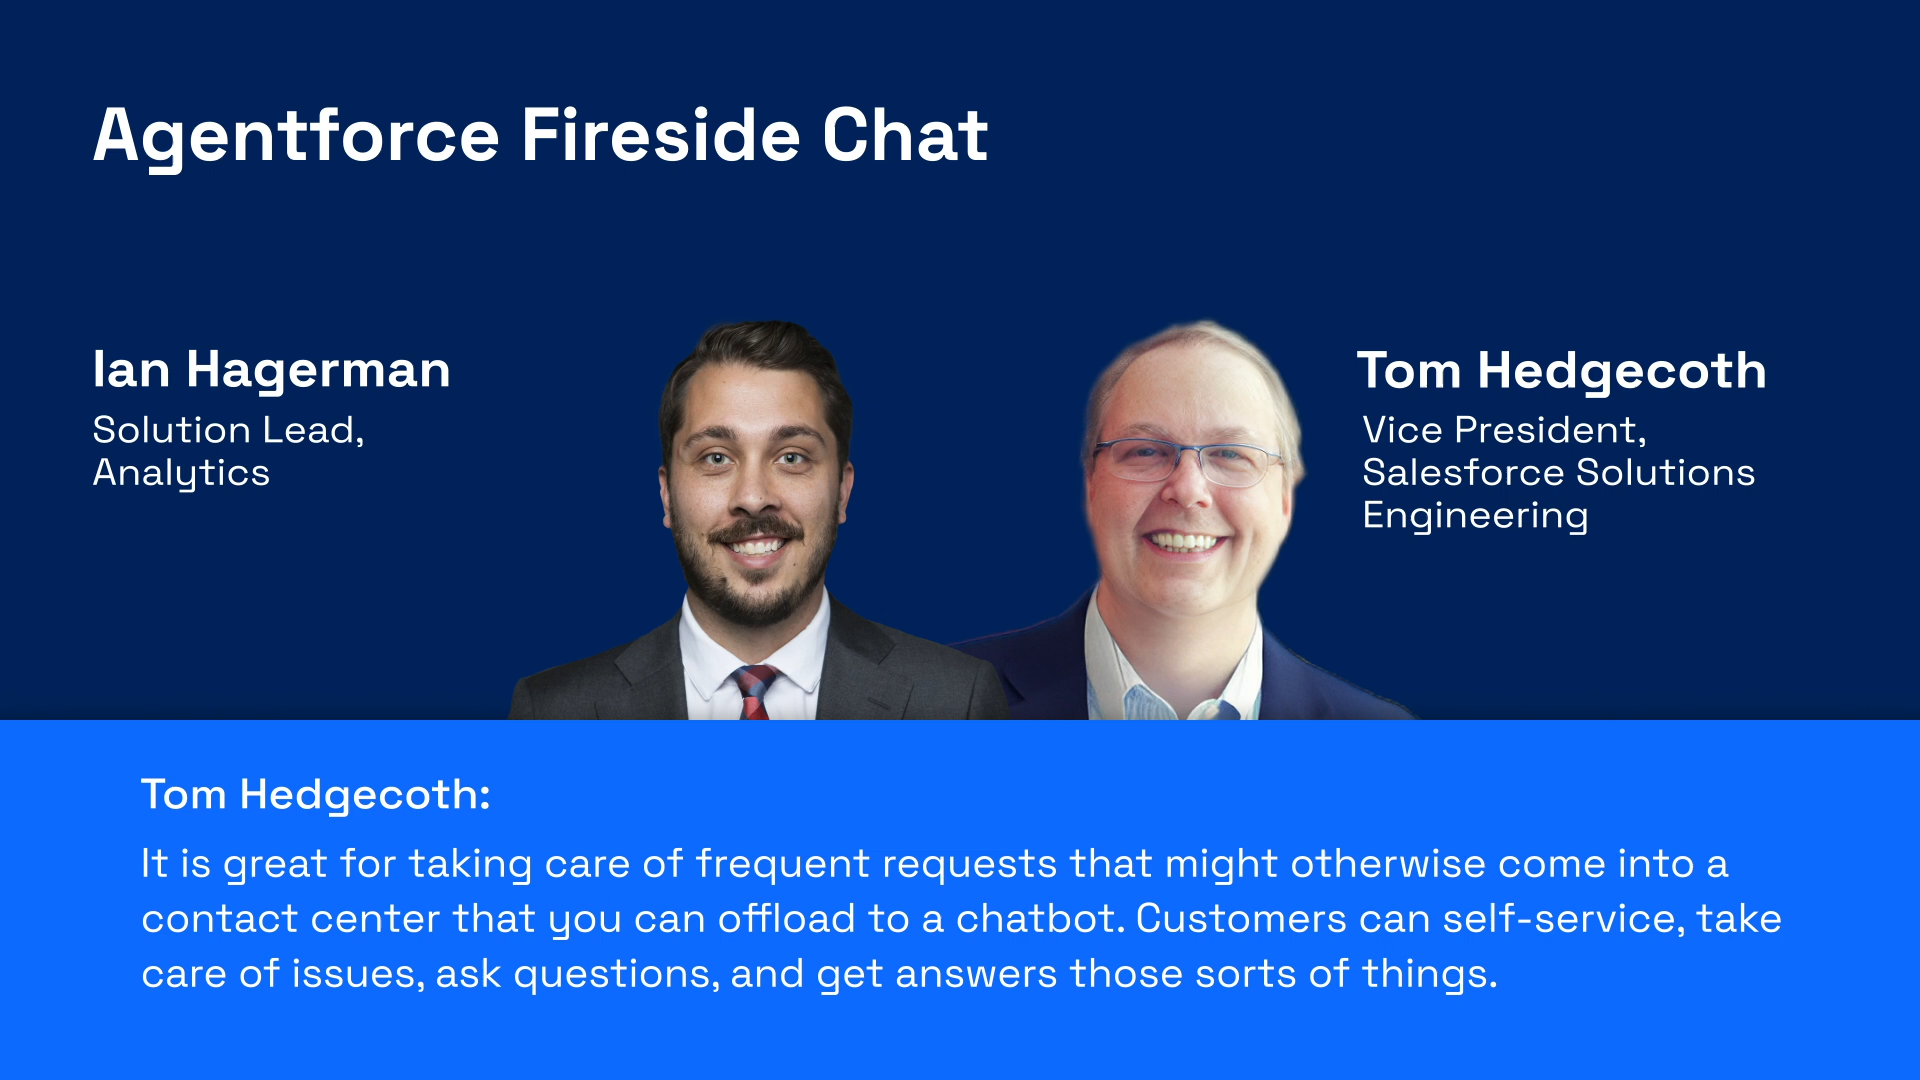 Agentforce Fireside Chat
Ian Hagerman
Solution Lead,
Analytics
Tom Hedgecoth
Vice President,
Salesforce Solutions
Engineering
Tom Hedgecoth:
It is great for taking care of frequent requests that might otherwise come into a
contact center that you can offload to a chatbot. Customers can self-service, take
care of issues, ask questions, and get answers those sorts of things.